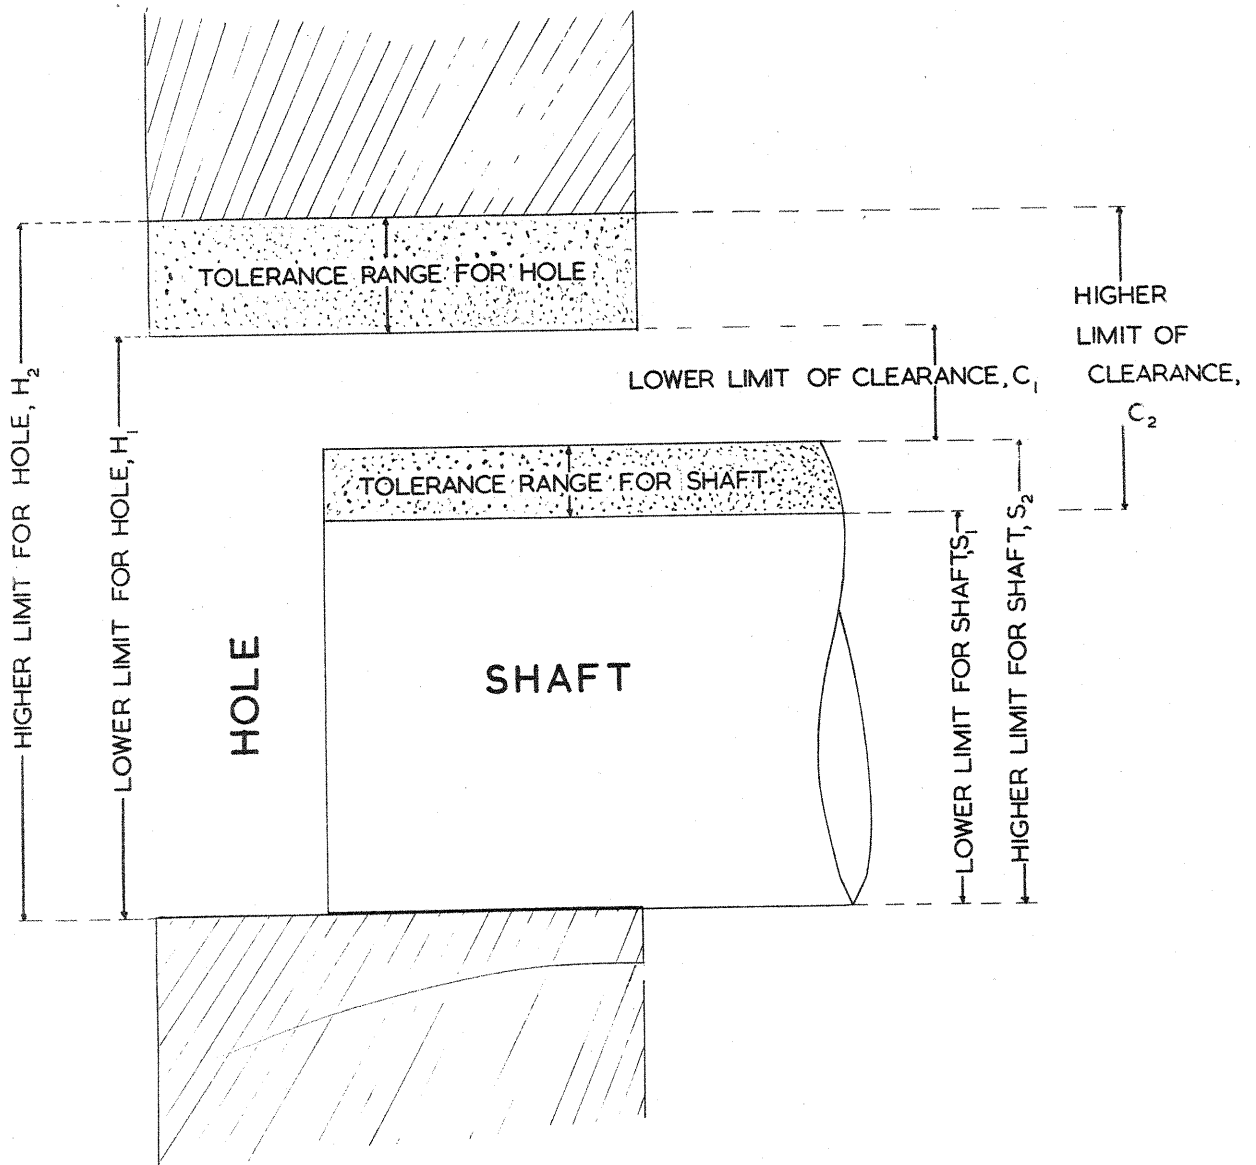 TOLERANCE RANGE FOR HOLE
HIGHER
LIMIT OF
CLEARANCE,
C₂
LOWER LIMIT OF CLEARANCE, C₁
TOLERANCE RANGE FOR SHAFT
HIGHER LIMIT FOR HOLE, H₂
LOWER LIMIT FOR HOLE, H₁
HOLE
SHAFT
LOWER LIMIT FOR SHAFT, S₁
HIGHER LIMIT FOR SHAFT, S₂